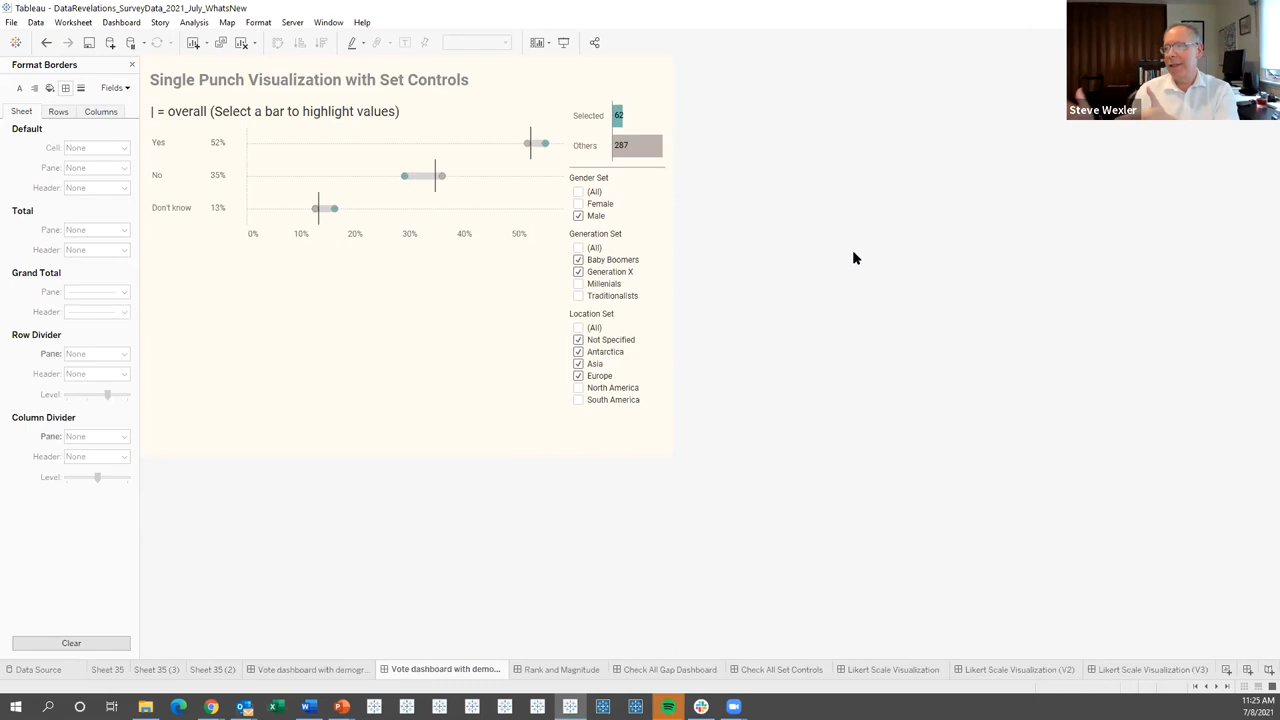 Tableau - DataRevelations_SurveyData_2021_July_WhatsNew
File Data Worksheet Dashboard Story Analysis Map Format Server Window Help
Format Borders
Fields
Sheet Rows Columns
Default
Cell: None
Pane: None
Header: None
Total
Pane: None
Header: None
Grand Total
Pane:
Header:
Row Divider
Pane: None
Header: None
Level:
Column Divider
Pane: None
Header: None
Level:
Clear
Single Punch Visualization with Set Controls
| = overall (Select a bar to highlight values)
Yes 52%
No 35%
Don't know 13%
0% 10% 20% 30% 40% 50%
Selected 62
Others 287
Gender Set
(All)
Female
Male
Generation Set
(All)
Baby Boomers
Generation X
Millenials
Traditionalists
Location Set
(All)
Not Specified
Antarctica
Asia
Europe
North America
South America
Steve Wexler
Data Source Sheet 35 Sheet 35 (3) Sheet 35 (2) Vote dashboard with demogr... Vote dashboard with demo... Rank and Magnitude Check All Gap Dashboard Check All Set Controls Likert Scale Visualization Likert Scale Visualization (V2) Likert Scale Visualization (V3)
11:25 AM
7/8/2021